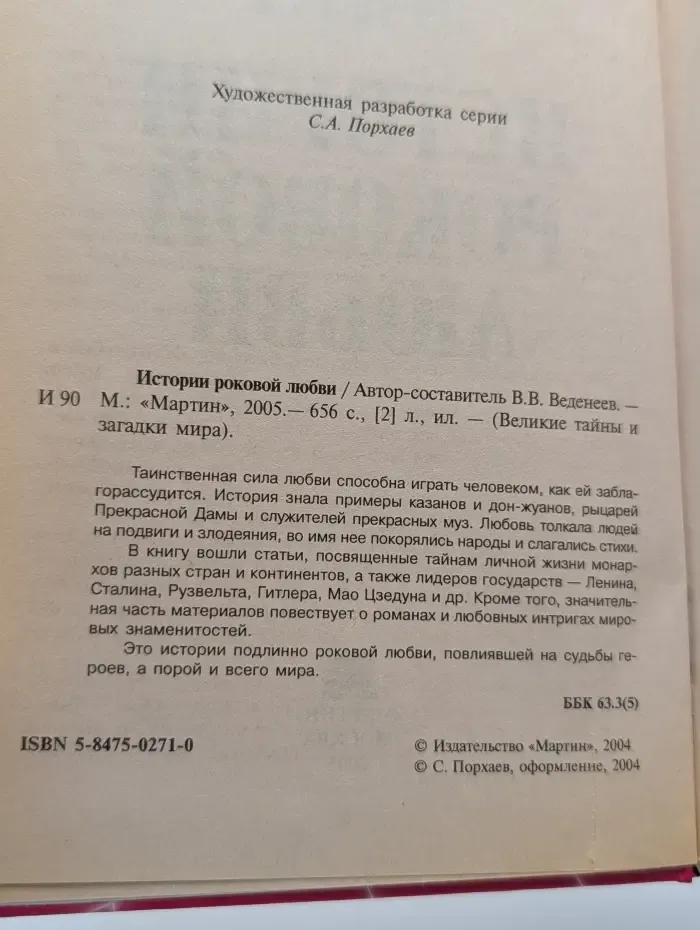 Художественная разработка серии
С.А. Порхаев
Истории роковой любви / Автор-составитель В.В. Веденеев. —
И 90 М.: «Мартин», 2005.— 656 с., [2] л., ил. — (Великие тайны и
загадки мира).
Таинственная сила любви способна играть человеком, как ей забла-
горассудится. История знала примеры казанов и дон-жуанов, рыцарей
Прекрасной Дамы и служителей прекрасных муз. Любовь толкала людей
на подвиги и злодеяния, во имя нее покорялись народы и слагались стихи.
В книгу вошли статьи, посвященные тайнам личной жизни монар-
хов разных стран и континентов, а также лидеров государств — Ленина,
Сталина, Рузвельта, Гитлера, Мао Цзедуна и др. Кроме того, значитель-
ная часть материалов повествует о романах и любовных интригах миро-
вых знаменитостей.
Это истории подлинно роковой любви, повлиявшей на судьбы ге-
роев, а порой и всего мира.
ББК 63.3(5)
ISBN 5-8475-0271-0
© Издательство «Мартин», 2004
© С. Порхаев, оформление, 2004